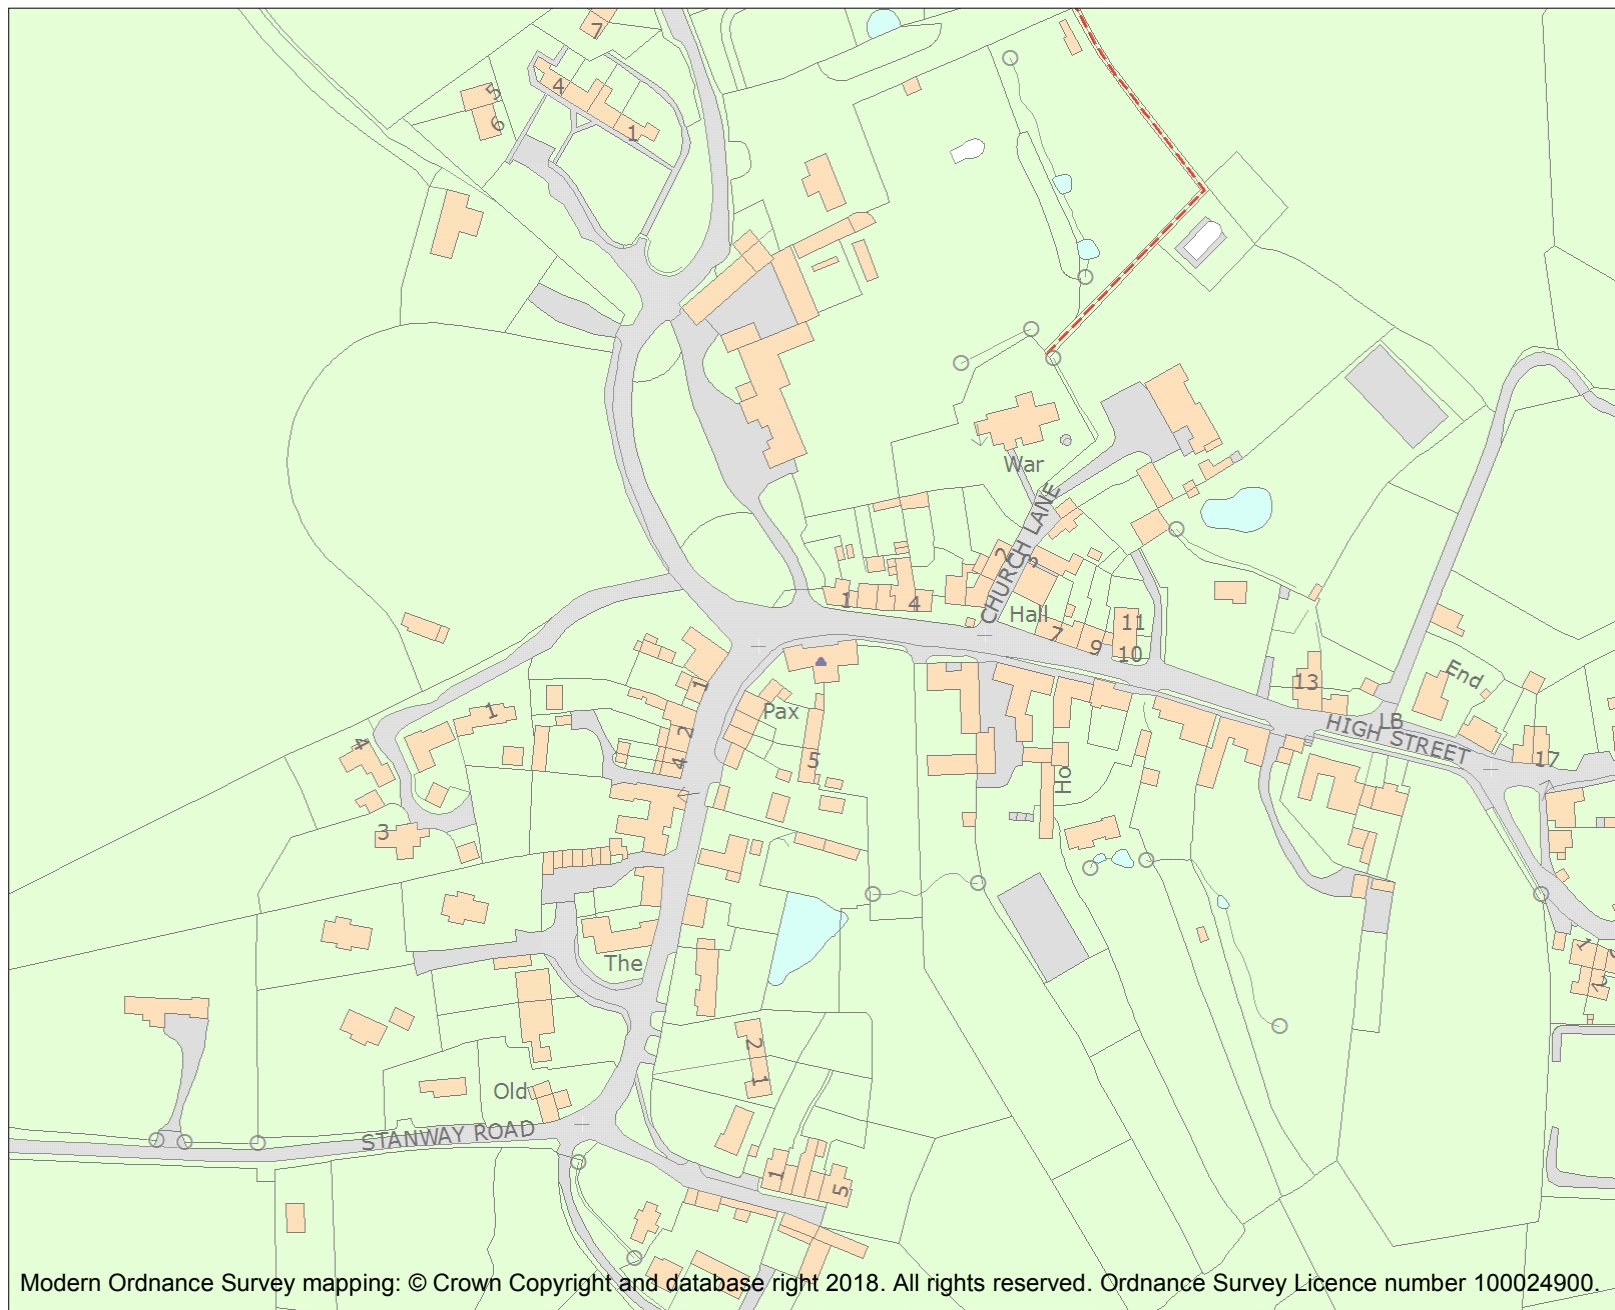 7
5
4
6
1
War
CHURCH LANE
2
3
1
4
Hall
7
11
9
10
13
End
LB
HIGH STREET
17
1
Pax
1
2
4
4
5
Ho
3
The
2
1
Old
STANWAY ROAD
1
5
1
2
Modern Ordnance Survey mapping: © Crown Copyright and database right 2018. All rights reserved. Ordnance Survey Licence number 100024900.